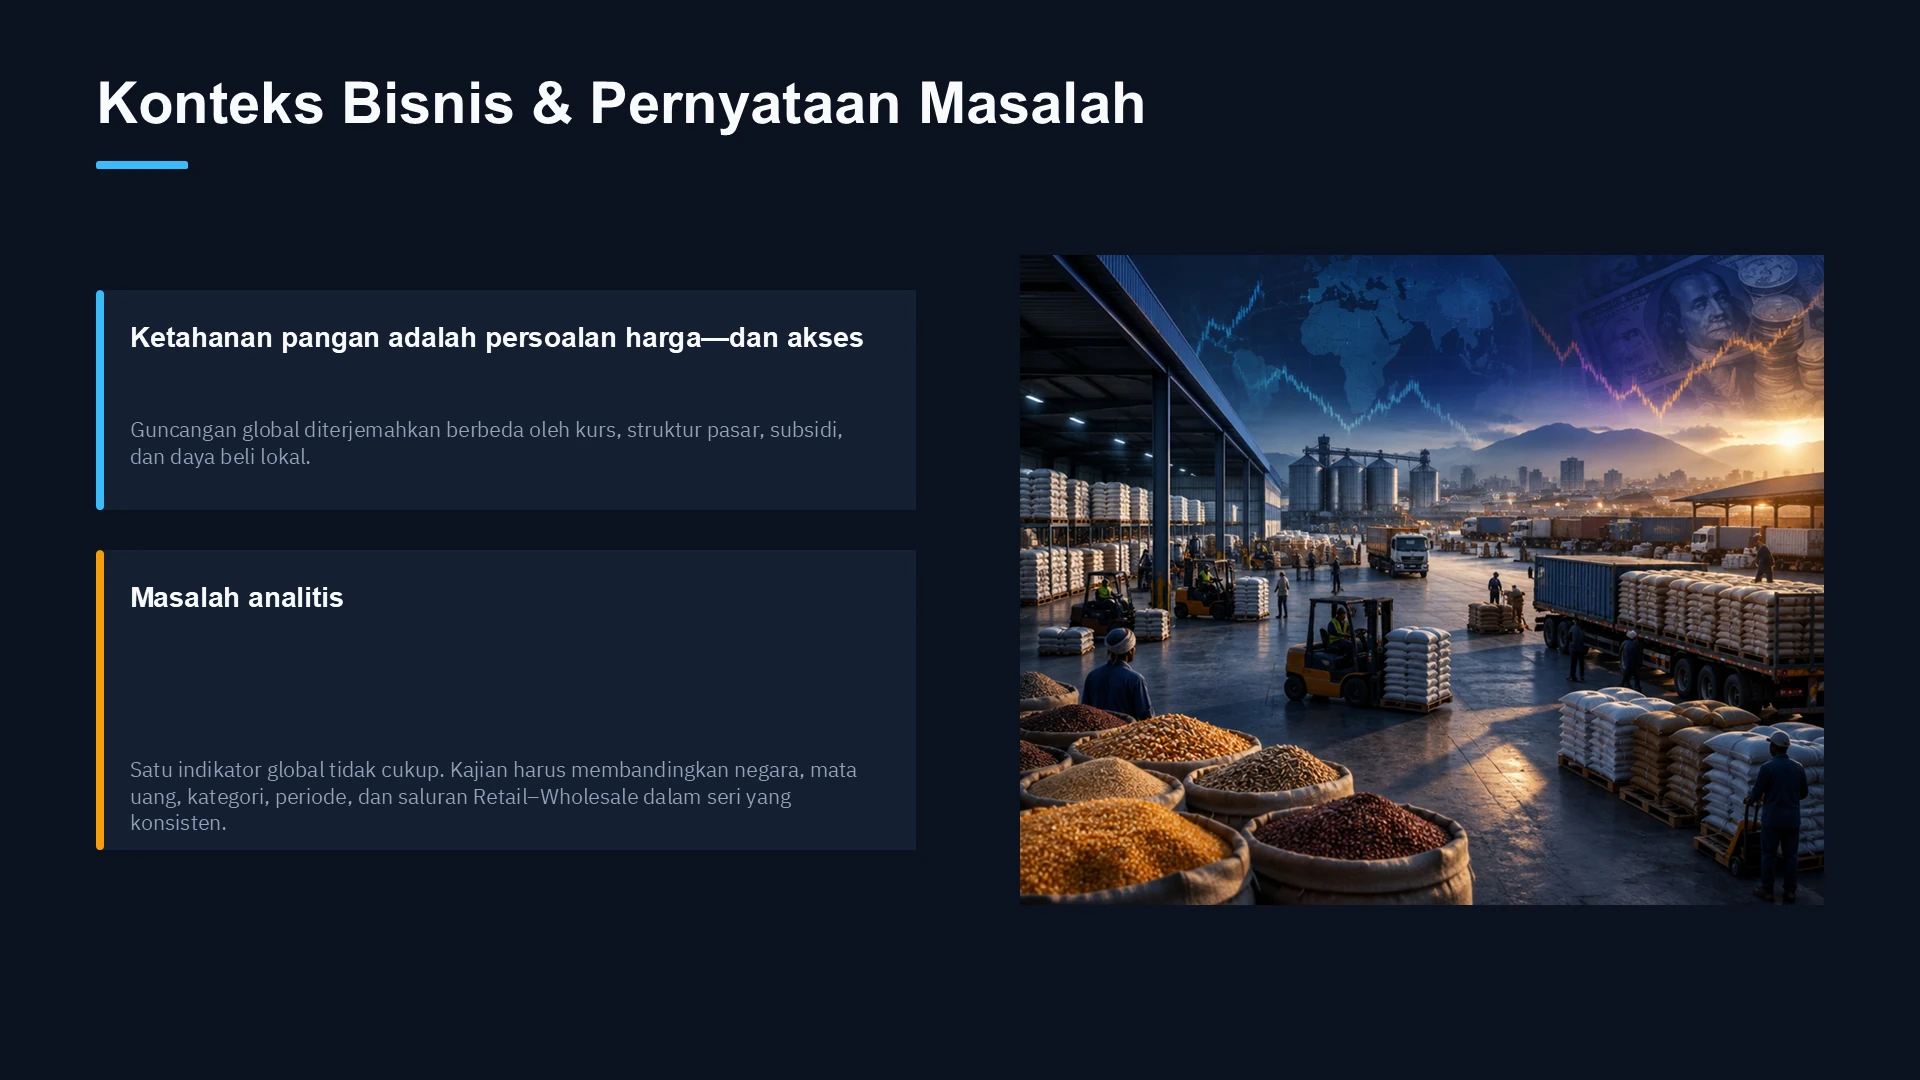 Konteks Bisnis & Pernyataan Masalah
Ketahanan pangan adalah persoalan harga—dan akses
Guncangan global diterjemahkan berbeda oleh kurs, struktur pasar, subsidi,
dan daya beli lokal.
Masalah analitis
Satu indikator global tidak cukup. Kajian harus membandingkan negara, mata
uang, kategori, periode, dan saluran Retail–Wholesale dalam seri yang
konsisten.